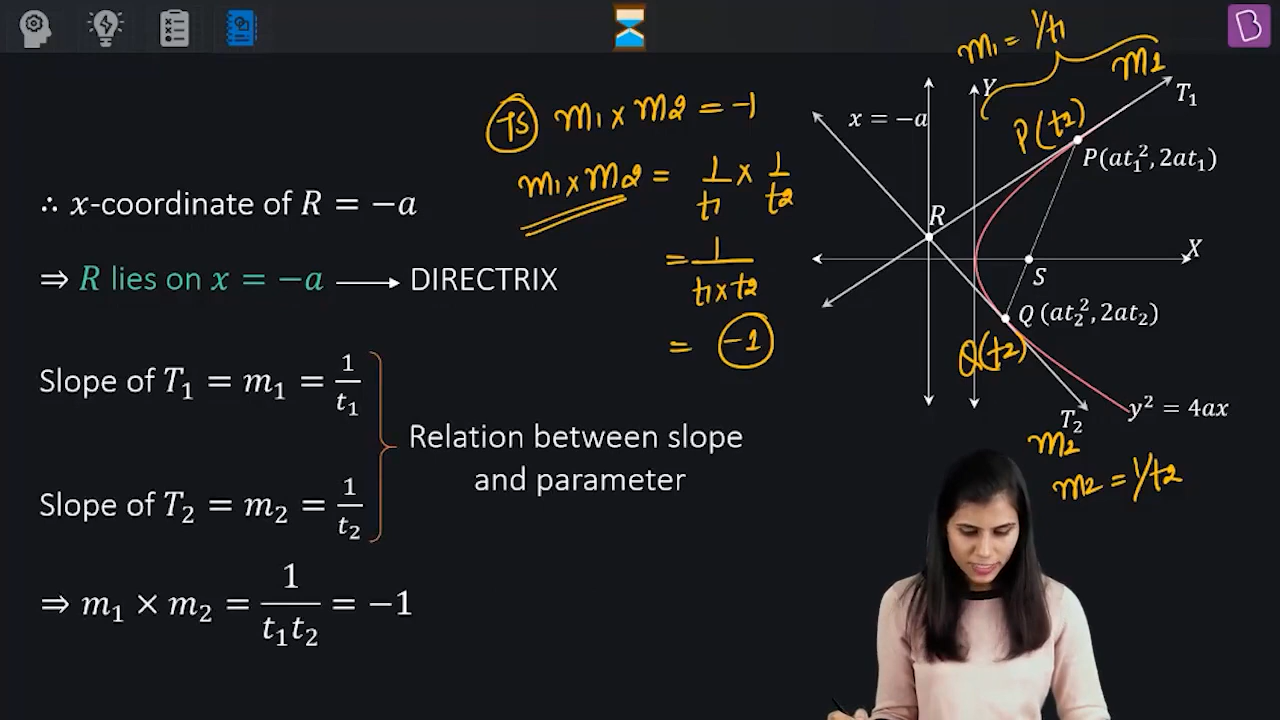 ∴ x-coordinate of R = −a
⇒ R lies on x = −a ⟶ DIRECTRIX
Slope of T₁ = m₁ = 1/t₁
Slope of T₂ = m₂ = 1/t₂
Relation between slope
and parameter
⇒ m₁ × m₂ = 1/(t₁t₂) = −1
TS m₁ × m₂ = −1
m₁ × m₂ = 1/t₁ × 1/t₂
= 1/(t₁ × t₂)
= −1
m₁ = 1/t₁
m₁
Y
T₁
x = −a
P(t₂)
P(at₁², 2at₁)
R
X
S
Q (at₂², 2at₂)
Q(t₂)
y² = 4ax
T₂
m₂
m₂ = 1/t₂
B